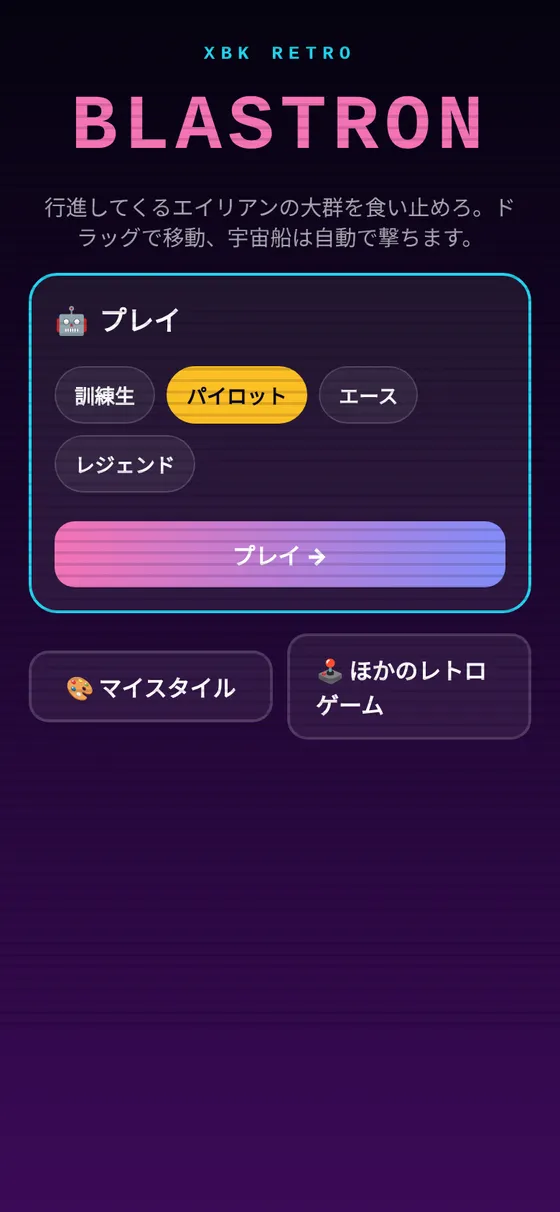 XBK RETRO
BLASTRON
行進してくるエイリアンの大群を食い止めろ。ド
ラッグで移動、宇宙船は自動で撃ちます。
プレイ
訓練生
パイロット
エース
レジェンド
プレイ →
マイスタイル
ほかのレトロ
ゲーム